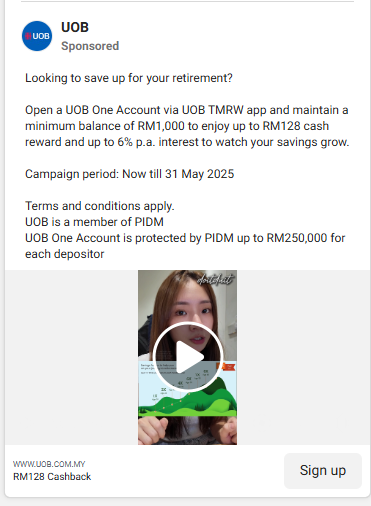 UOB
UOB
Sponsored
Looking to save up for your retirement?
Open a UOB One Account via UOB TMRW app and maintain a
minimum balance of RM1,000 to enjoy up to RM128 cash
reward and up to 6% p.a. interest to watch your savings grow.
Campaign period: Now till 31 May 2025
Terms and conditions apply.
UOB is a member of PIDM
UOB One Account is protected by PIDM up to RM250,000 for
each depositor
WWW.UOB.COM.MY
RM128 Cashback
Sign up